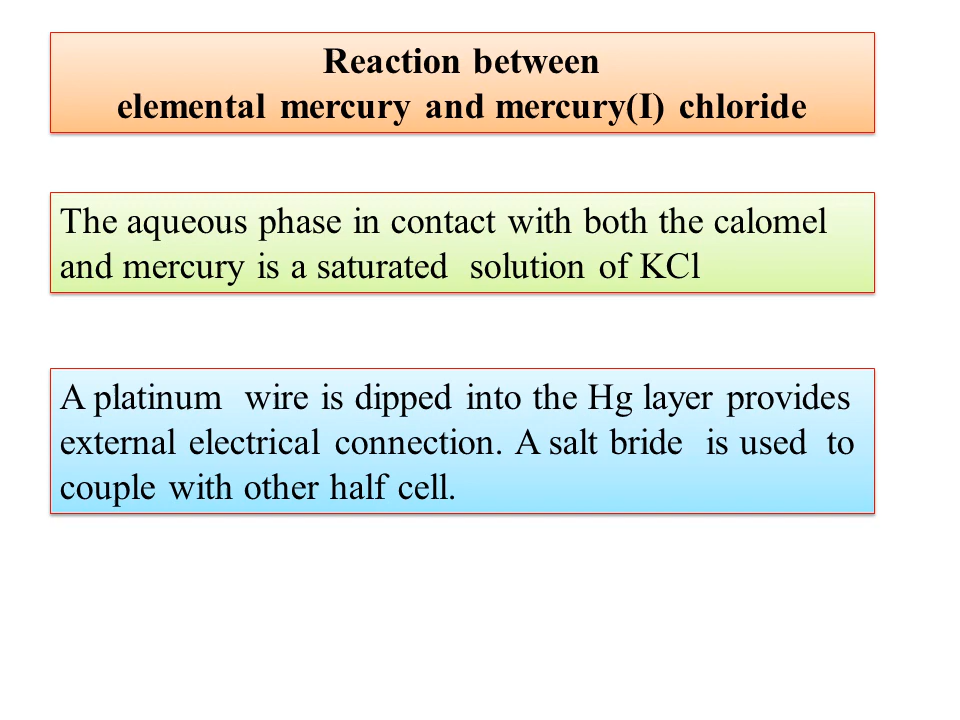 Reaction between
elemental mercury and mercury(I) chloride
The aqueous phase in contact with both the calomel
and mercury is a saturated solution of KCl
A platinum wire is dipped into the Hg layer provides
external electrical connection. A salt bride is used to
couple with other half cell.